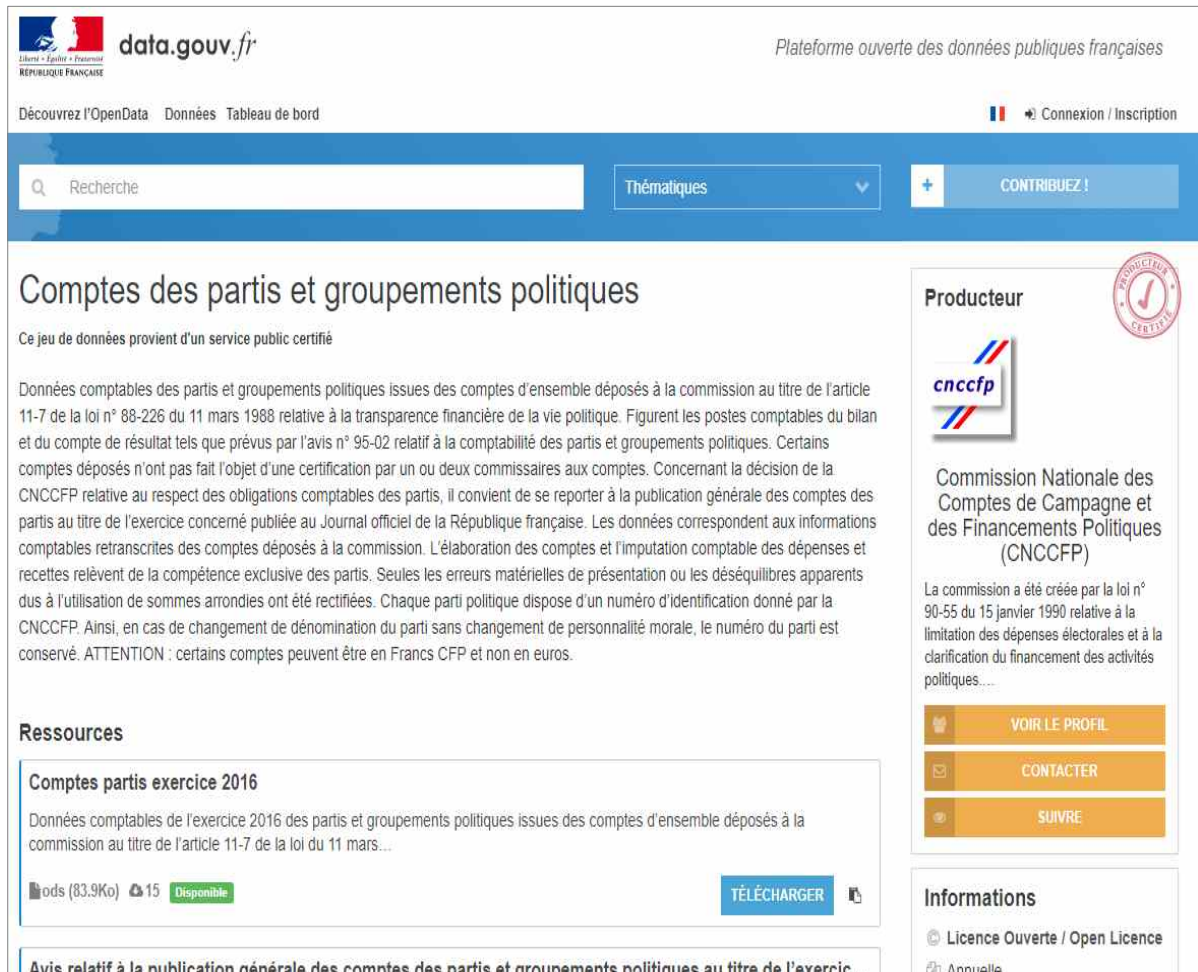 Liberté • Égalité • Fraternité
RÉPUBLIQUE FRANÇAISE
data.gouv.fr
Plateforme ouverte des données publiques françaises
Découvrez l'OpenData Données Tableau de bord
Connexion / Inscription
Recherche
Thématiques
+ CONTRIBUEZ !
Comptes des partis et groupements politiques
Ce jeu de données provient d'un service public certifié
Données comptables des partis et groupements politiques issues des comptes d'ensemble déposés à la commission au titre de l'article
11-7 de la loi n° 88-226 du 11 mars 1988 relative à la transparence financière de la vie politique. Figurent les postes comptables du bilan
et du compte de résultat tels que prévus par l'avis n° 95-02 relatif à la comptabilité des partis et groupements politiques. Certains
comptes déposés n'ont pas fait l'objet d'une certification par un ou deux commissaires aux comptes. Concernant la décision de la
CNCCFP relative au respect des obligations comptables des partis, il convient de se reporter à la publication générale des comptes des
partis au titre de l'exercice concerné publiée au Journal officiel de la République française. Les données correspondent aux informations
comptables retranscrites des comptes déposés à la commission. L'élaboration des comptes et l'imputation comptable des dépenses et
recettes relèvent de la compétence exclusive des partis. Seules les erreurs matérielles de présentation ou les déséquilibres apparents
dus à l'utilisation de sommes arrondies ont été rectifiées. Chaque parti politique dispose d'un numéro d'identification donné par la
CNCCFP. Ainsi, en cas de changement de dénomination du parti sans changement de personnalité morale, le numéro du parti est
conservé. ATTENTION : certains comptes peuvent être en Francs CFP et non en euros.
Ressources
Comptes partis exercice 2016
Données comptables de l'exercice 2016 des partis et groupements politiques issues des comptes d'ensemble déposés à la
commission au titre de l'article 11-7 de la loi du 11 mars...
ods (83.9Ko) 15 Disponible
TÉLÉCHARGER
Avis relatif à la publication générale des comptes des partis et groupements politiques au titre de l'exercic...
Producteur
PRODUCTEUR
CERTIFIÉ
cnccfp
Commission Nationale des
Comptes de Campagne et
des Financements Politiques
(CNCCFP)
La commission a été créée par la loi n°
90-55 du 15 janvier 1990 relative à la
limitation des dépenses électorales et à la
clarification du financement des activités
politiques....
VOIR LE PROFIL
CONTACTER
SUIVRE
Informations
Licence Ouverte / Open Licence
Annuelle